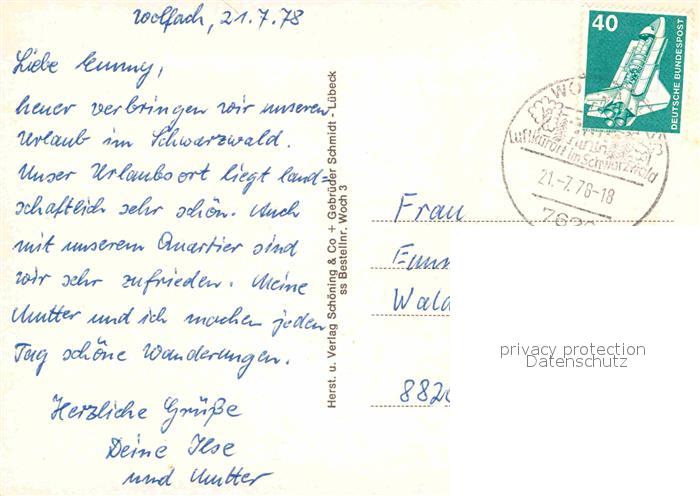 Wolfach, 21.7.78
Liebe Emmy,
heuer verbringen wir unseren
Urlaub im Schwarzwald.
Unser Urlaubsort liegt land=
schaftlich sehr schön. Auch
mit unserem Quartier sind
wir sehr zufrieden. Meine
Mutter und ich machen jeden
Tag schöne Wanderungen.
Herzliche Grüße
Deine Ilse
und Mutter
Herst. u. Verlag Schöning & Co + Gebrüder Schmidt - Lübeck
ss Bestellnr. Woch 3
40
DEUTSCHE BUNDESPOST
Luftkurort im Schwarzwald
21.-7.78-18
Frau
8820
privacy protection
Datenschutz